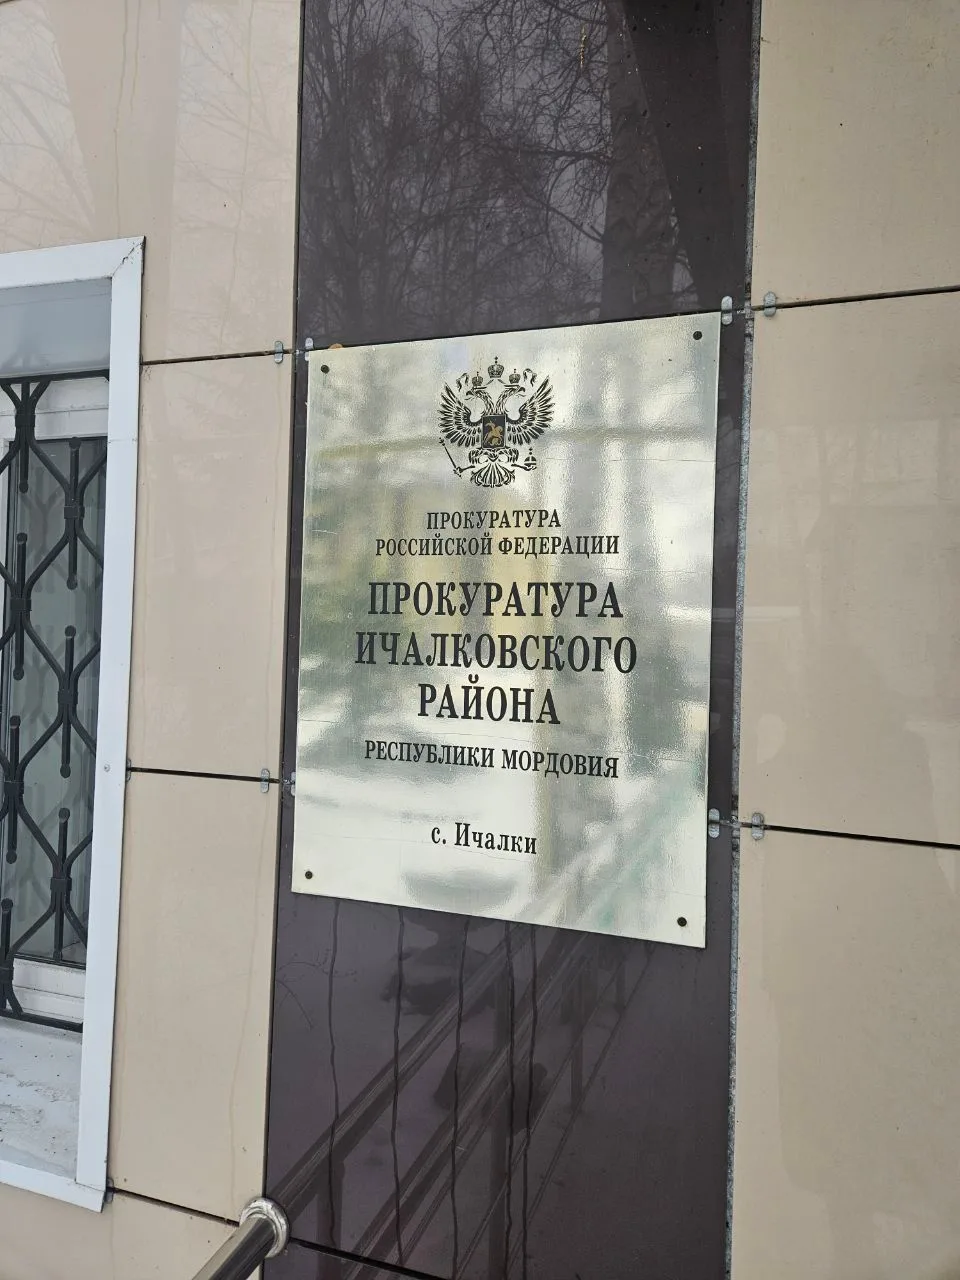 ПРОКУРАТУРА
РОССИЙСКОЙ ФЕДЕРАЦИИ
ПРОКУРАТУРА
ИЧАЛКОВСКОГО
РАЙОНА
РЕСПУБЛИКИ МОРДОВИЯ
с. Ичалки